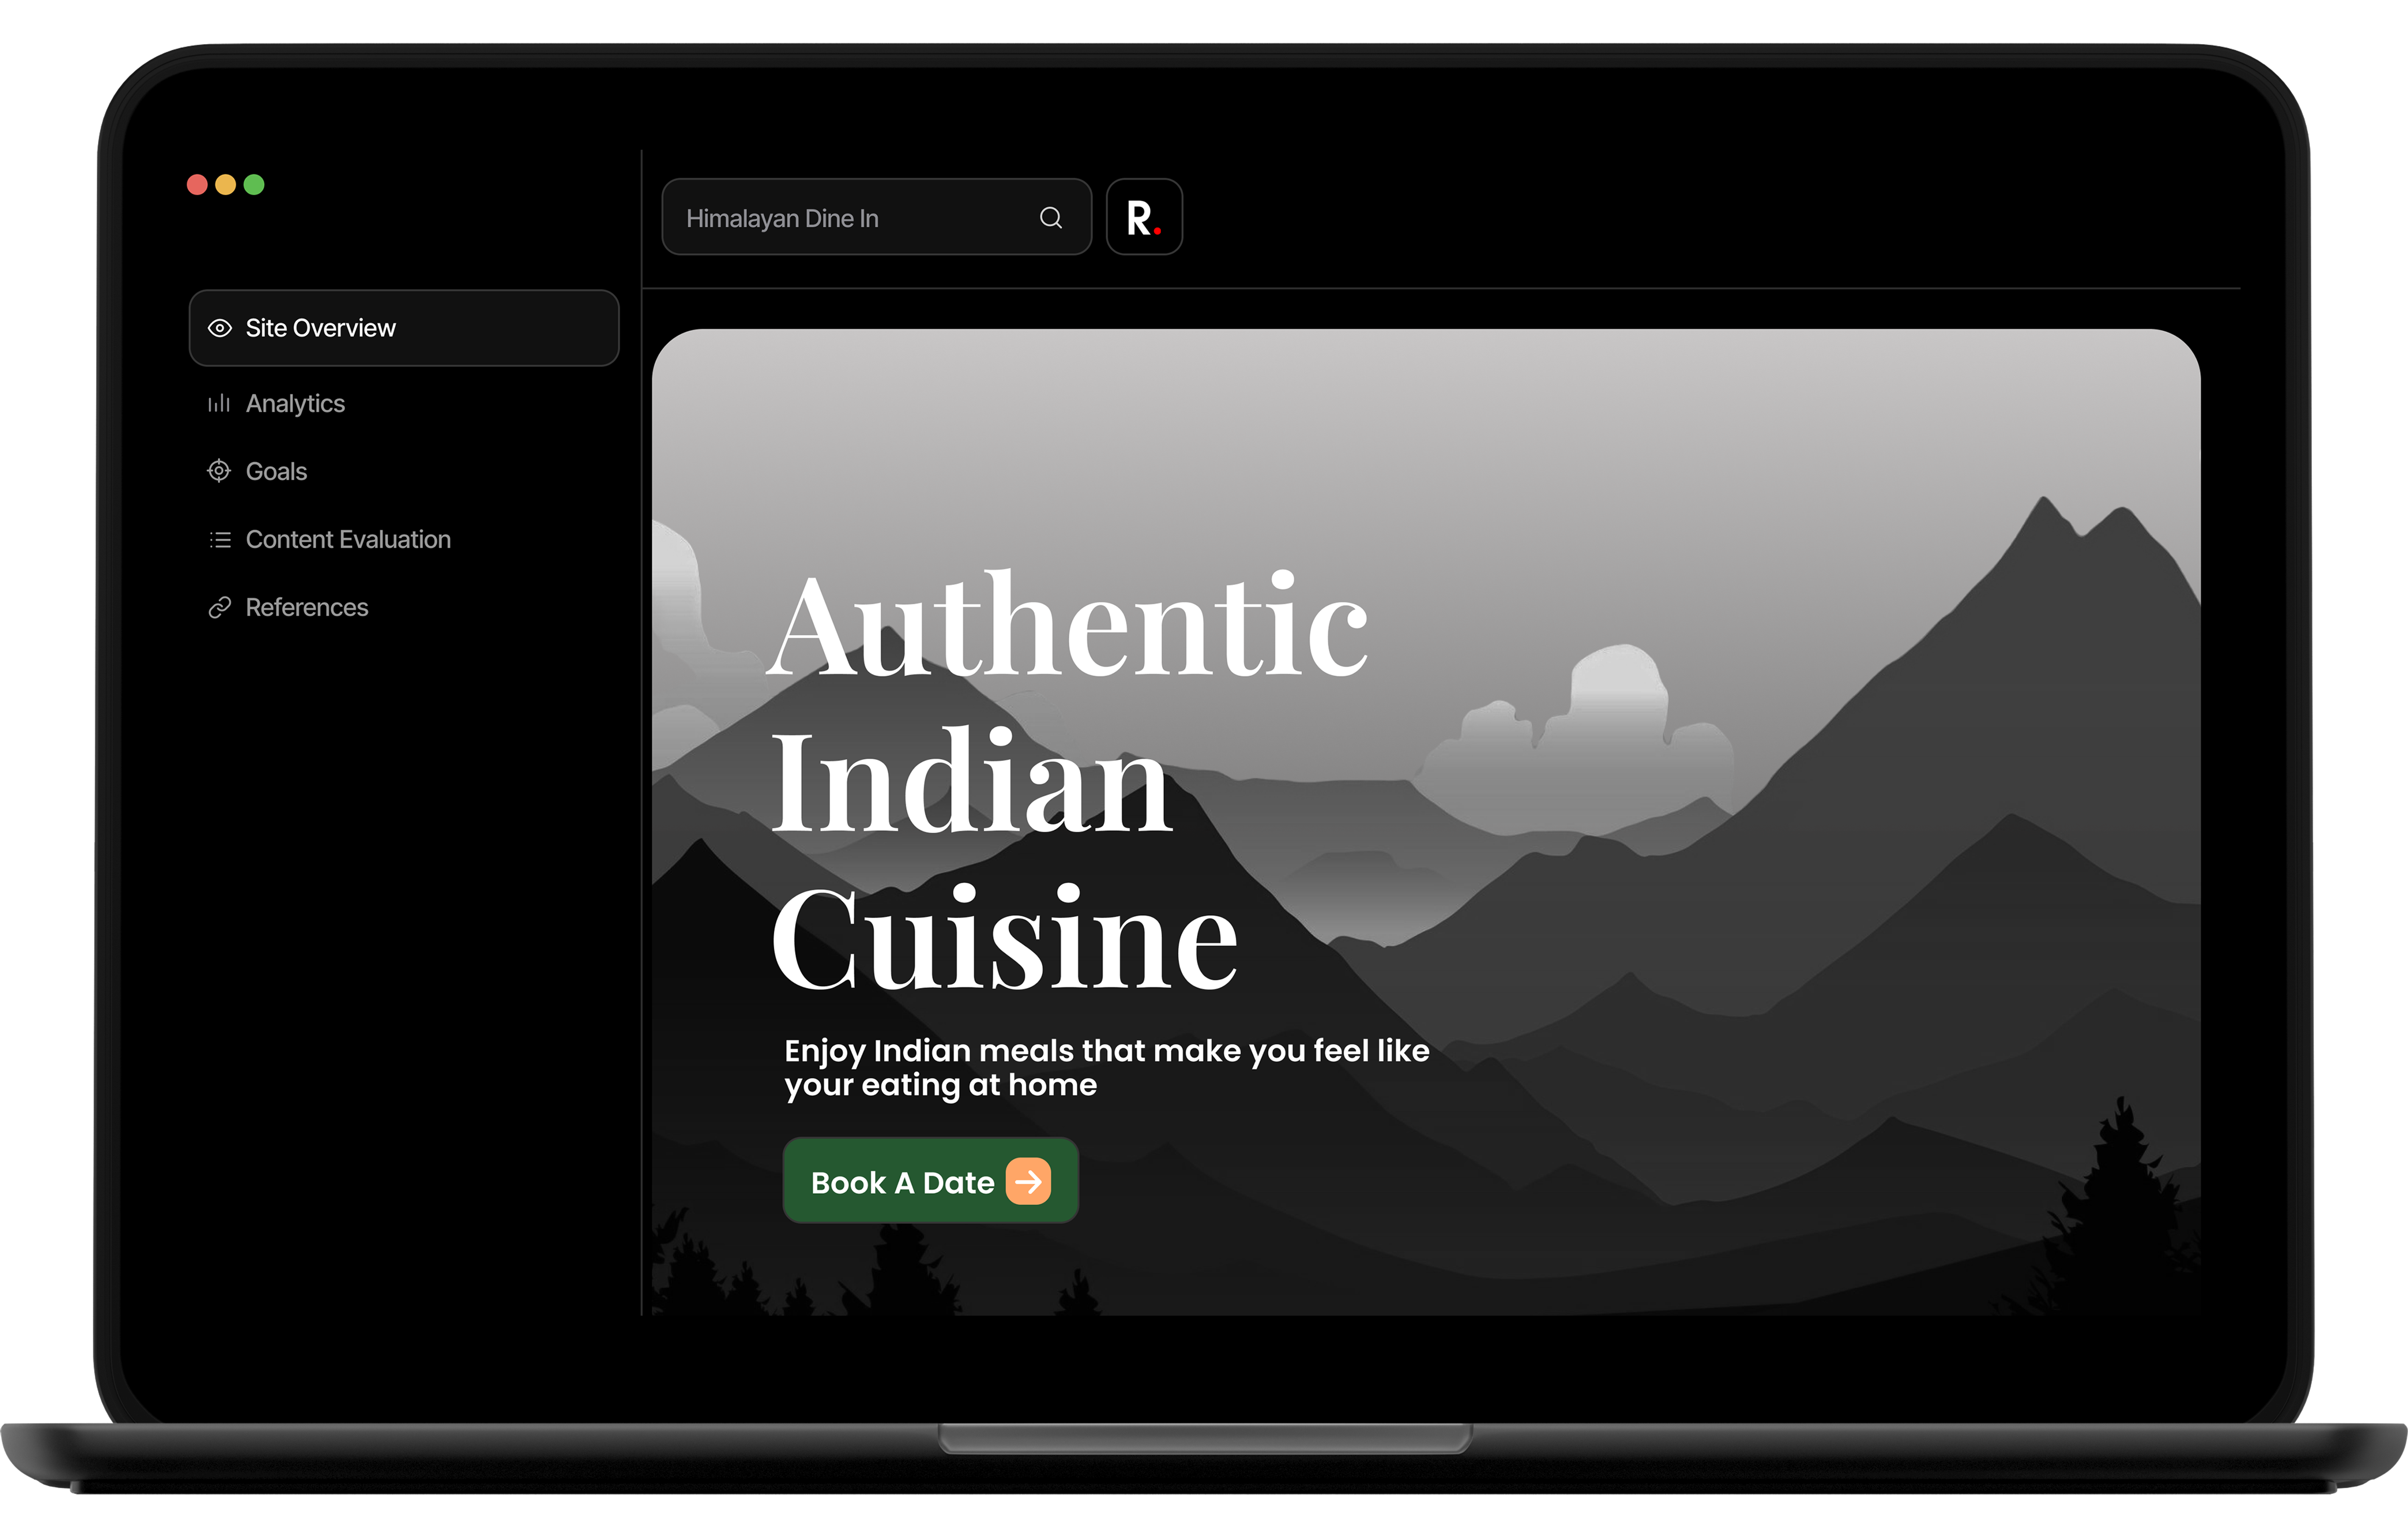 Himalayan Dine In
R.
Site Overview
Analytics
Goals
Content Evaluation
References
Authentic
Indian
Cuisine
Enjoy Indian meals that make you feel like
your eating at home
Book A Date